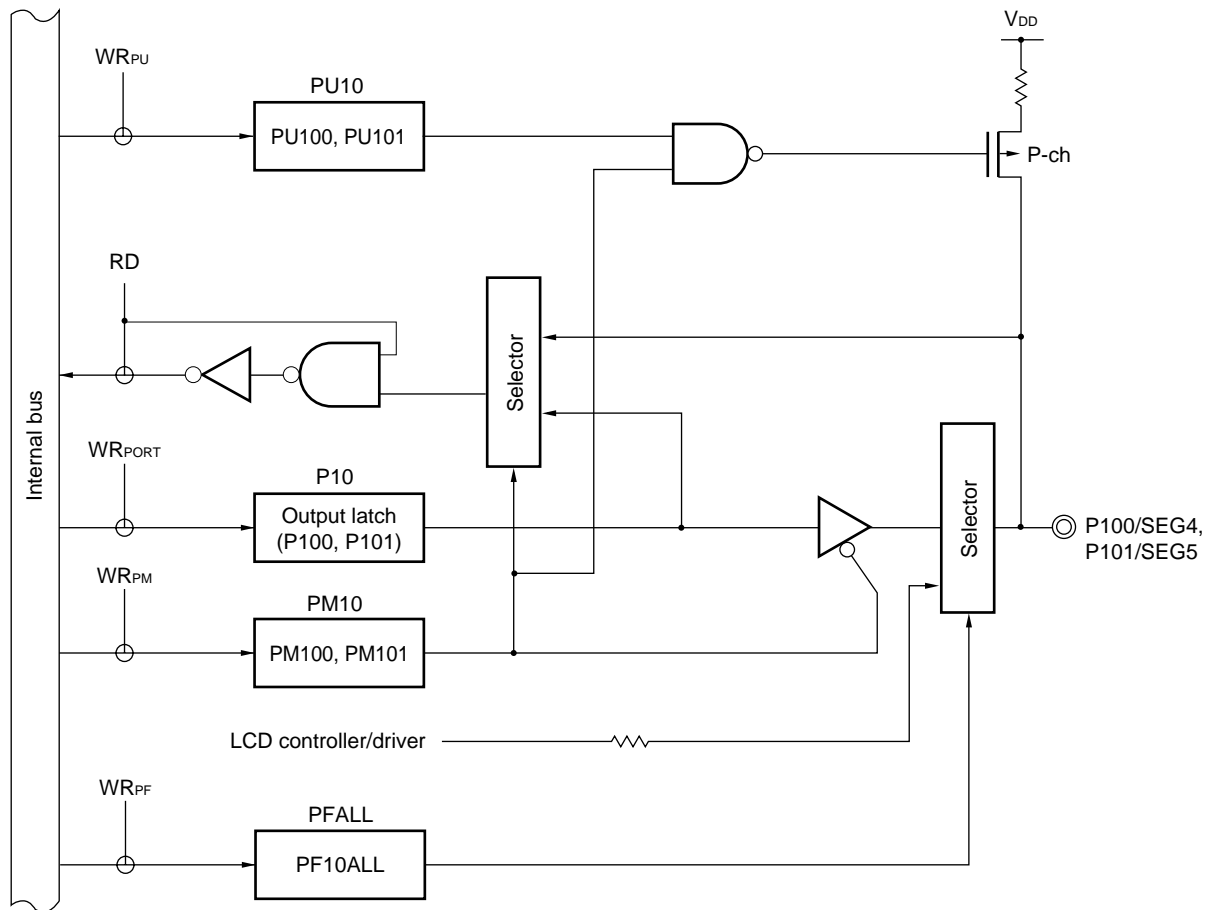 VDD
WRPU
PU10
PU100, PU101
P-ch
RD
Selector
Internal bus
WRPORT
P10
Output latch
(P100, P101)
Selector
P100/SEG4,
P101/SEG5
WRPM
PM10
PM100, PM101
LCD controller/driver
WRPF
PFALL
PF10ALL